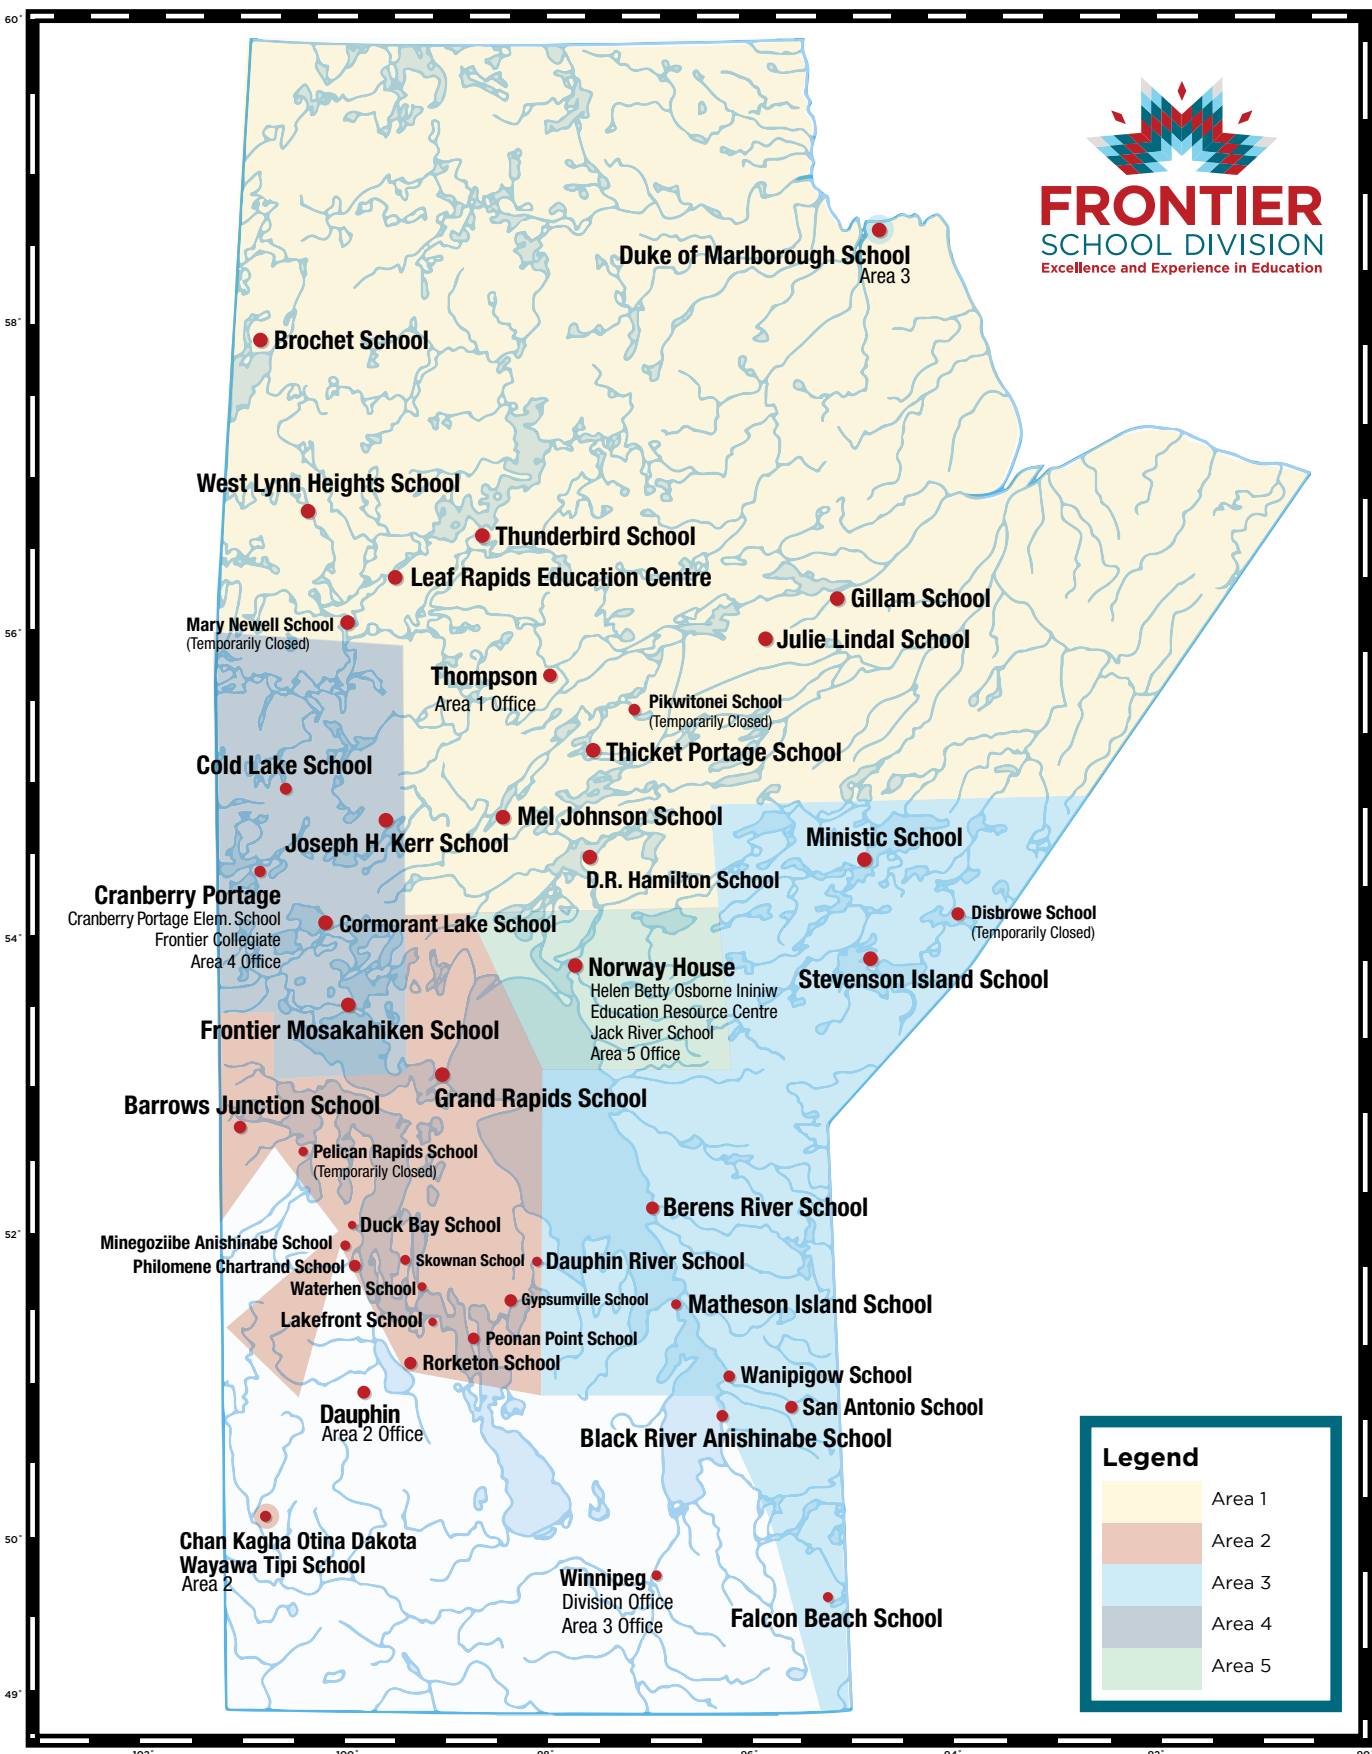 60°
FRONTIER
SCHOOL DIVISION
Excellence and Experience in Education
Duke of Marlborough School
Area 3
58°
Brochet School
West Lynn Heights School
Thunderbird School
Leaf Rapids Education Centre
Gillam School
Mary Newell School
(Temporarily Closed)
56°
Julie Lindal School
Thompson
Area 1 Office
Pikwitonei School
(Temporarily Closed)
Thicket Portage School
Cold Lake School
Mel Johnson School
Joseph H. Kerr School
Ministic School
D.R. Hamilton School
Cranberry Portage
Cranberry Portage Elem. School
Frontier Collegiate
Area 4 Office
Cormorant Lake School
Disbrowe School
(Temporarily Closed)
54°
Norway House
Helen Betty Osborne Ininiw
Education Resource Centre
Jack River School
Area 5 Office
Stevenson Island School
Frontier Mosakahiken School
Grand Rapids School
Barrows Junction School
Pelican Rapids School
(Temporarily Closed)
Berens River School
Duck Bay School
52°
Minegoziibe Anishinabe School
Philomene Chartrand School
Skownan School
Dauphin River School
Waterhen School
Gypsumville School
Matheson Island School
Lakefront School
Peonan Point School
Rorketon School
Wanipigow School
San Antonio School
Dauphin
Area 2 Office
Black River Anishinabe School
Legend
Area 1
Area 2
Area 3
Area 4
Area 5
50°
Chan Kagha Otina Dakota
Wayawa Tipi School
Area 2
Winnipeg
Division Office
Area 3 Office
Falcon Beach School
49°